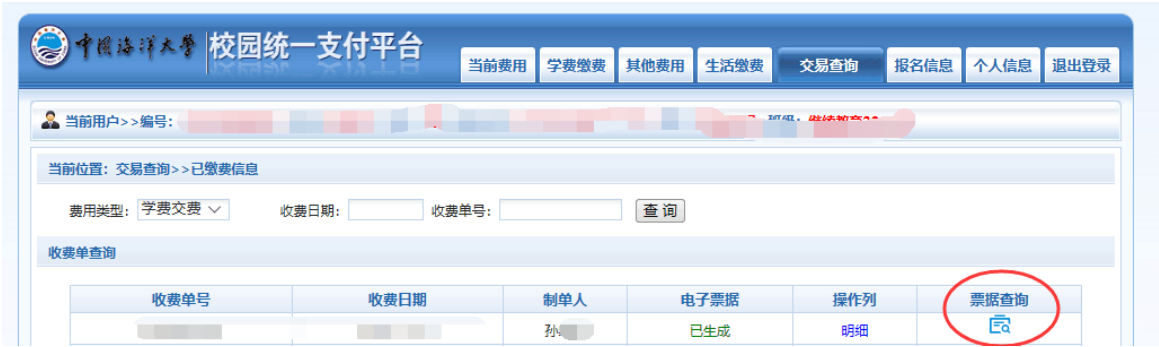 中国海洋大学 校园统一支付平台
当前费用 学费缴费 其他费用 生活缴费 交易查询 报名信息 个人信息 退出登录
当前用户>>编号: 班级: 继续教育
当前位置: 交易查询>>已缴费信息
费用类型: 学费交费 收费日期: 收费单号: 查询
收费单查询
收费单号 收费日期 制单人 电子票据 操作列 票据查询
孙 已生成 明细